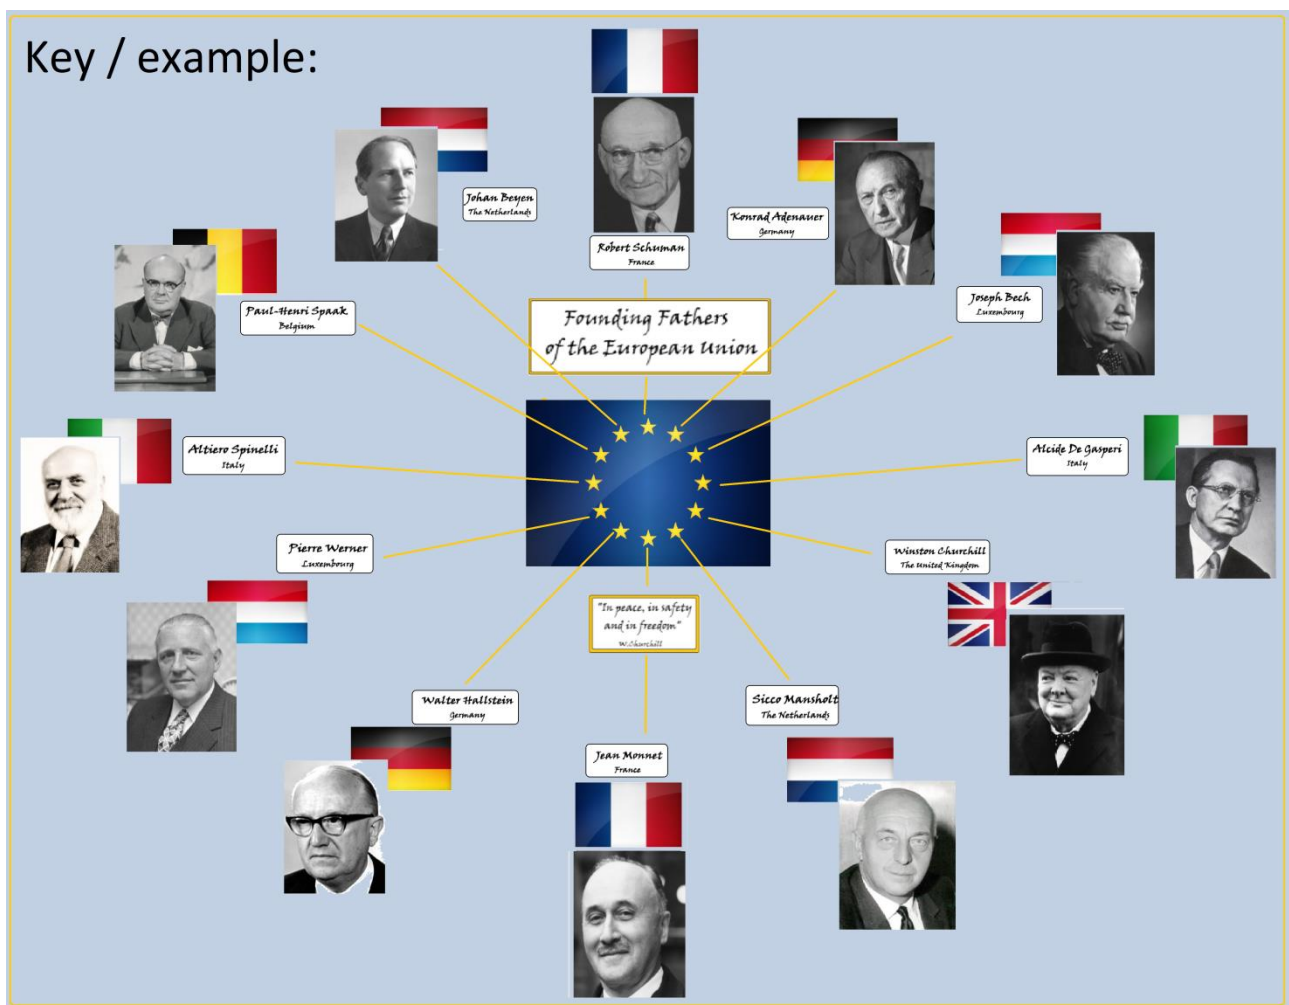 Key / example:
Johan Beyen
The Netherlands
Robert Schuman
France
Konrad Adenauer
Germany
Paul-Henri Spaak
Belgium
Founding Fathers
of the European Union
Joseph Bech
Luxembourg
Altiero Spinelli
Italy
Alcide De Gasperi
Italy
Pierre Werner
Luxembourg
Winston Churchill
The United Kingdom
"In peace, in safety
and in freedom"
W.Churchill
Walter Hallstein
Germany
Sicco Mansholt
The Netherlands
Jean Monnet
France